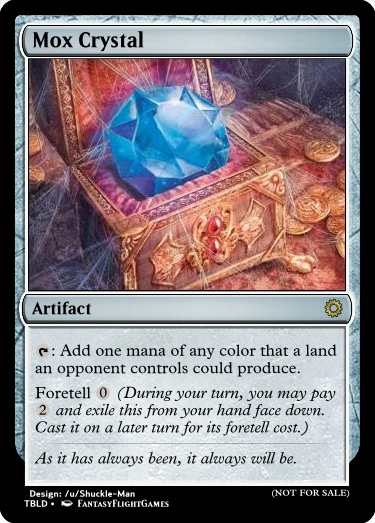 Mox Crystal
Artifact
: Add one mana of any color that a land
an opponent controls could produce.
Foretell 0 (During your turn, you may pay
2 and exile this from your hand face down.
Cast it on a later turn for its foretell cost.)
As it has always been, it always will be.
Design: /u/Shuckle-Man
(NOT FOR SALE)
TBLD • FantasyFlightGames